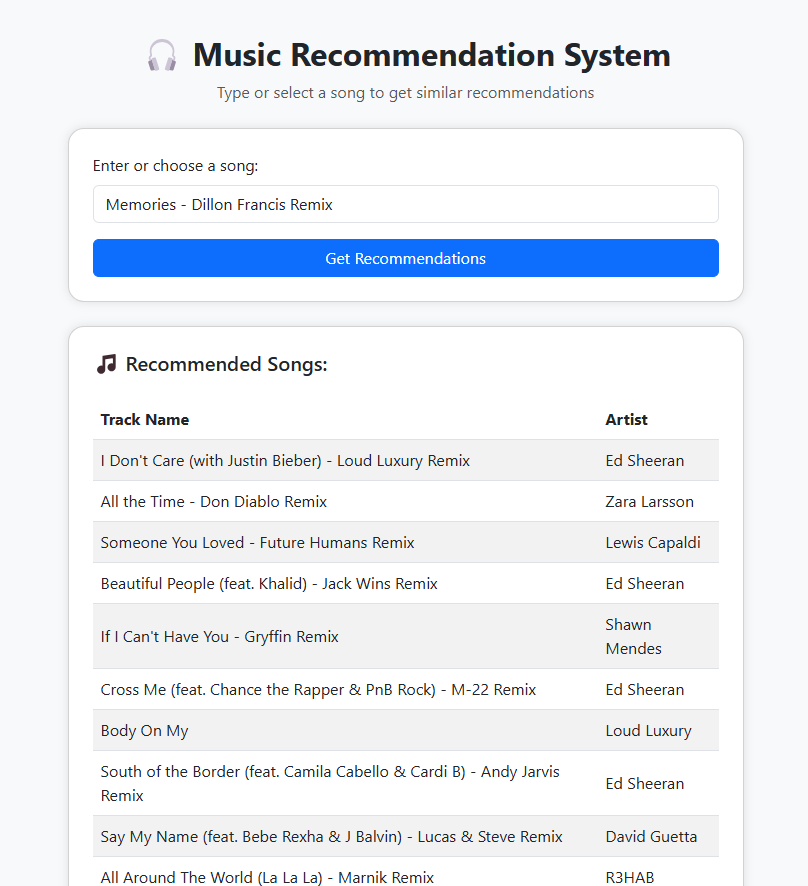 Music Recommendation System
Type or select a song to get similar recommendations
Enter or choose a song:
Memories - Dillon Francis Remix
Get Recommendations
Recommended Songs:
Track Name Artist
I Don't Care (with Justin Bieber) - Loud Luxury Remix Ed Sheeran
All the Time - Don Diablo Remix Zara Larsson
Someone You Loved - Future Humans Remix Lewis Capaldi
Beautiful People (feat. Khalid) - Jack Wins Remix Ed Sheeran
If I Can't Have You - Gryffin Remix Shawn
Mendes
Cross Me (feat. Chance the Rapper & PnB Rock) - M-22 Remix Ed Sheeran
Body On My Loud Luxury
South of the Border (feat. Camila Cabello & Cardi B) - Andy Jarvis
Remix Ed Sheeran
Say My Name (feat. Bebe Rexha & J Balvin) - Lucas & Steve Remix David Guetta
All Around The World (La La La) - Marnik Remix R3HAB